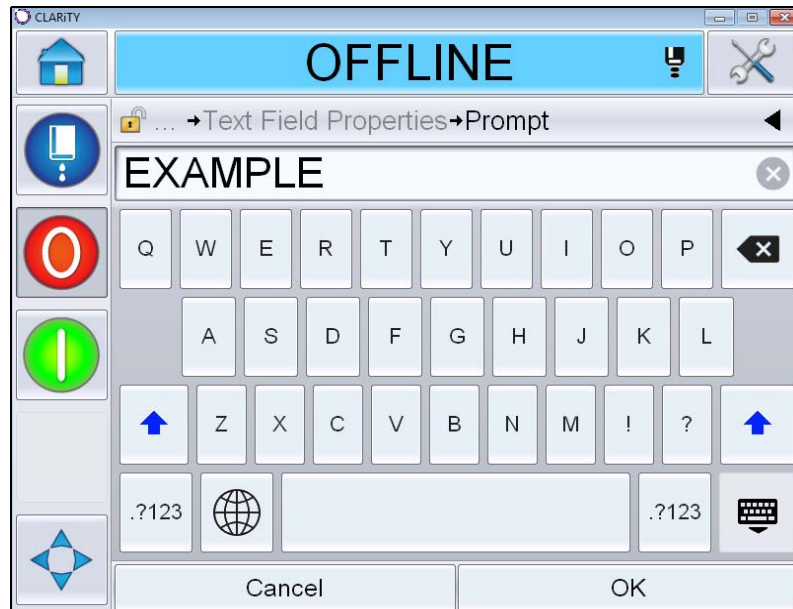 CLARiTY
OFFLINE
... →Text Field Properties→Prompt
EXAMPLE
Q W E R T Y U I O P
A S D F G H J K L
Z X C V B N M ! ?
.?123 .?123
Cancel OK